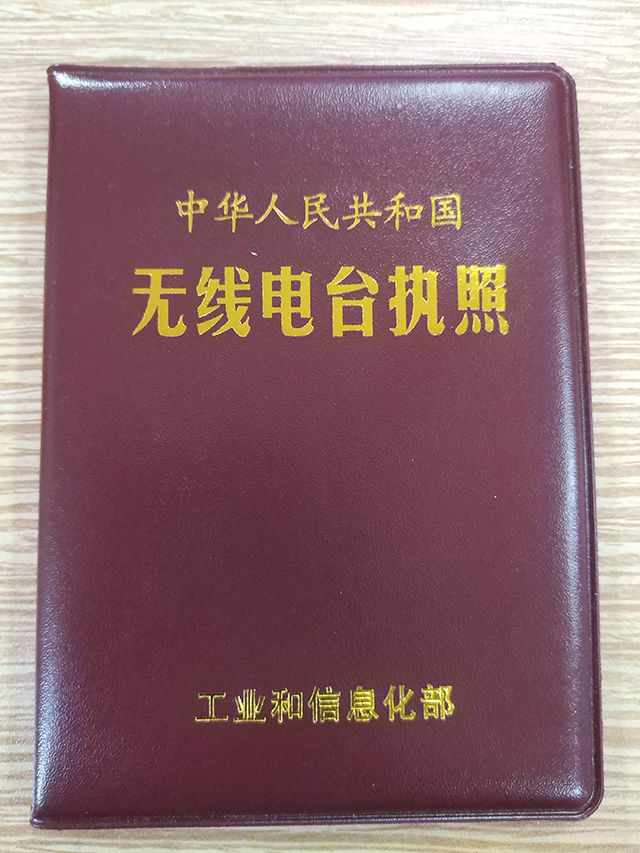 中华人民共和国
无线电台执照
工业和信息化部